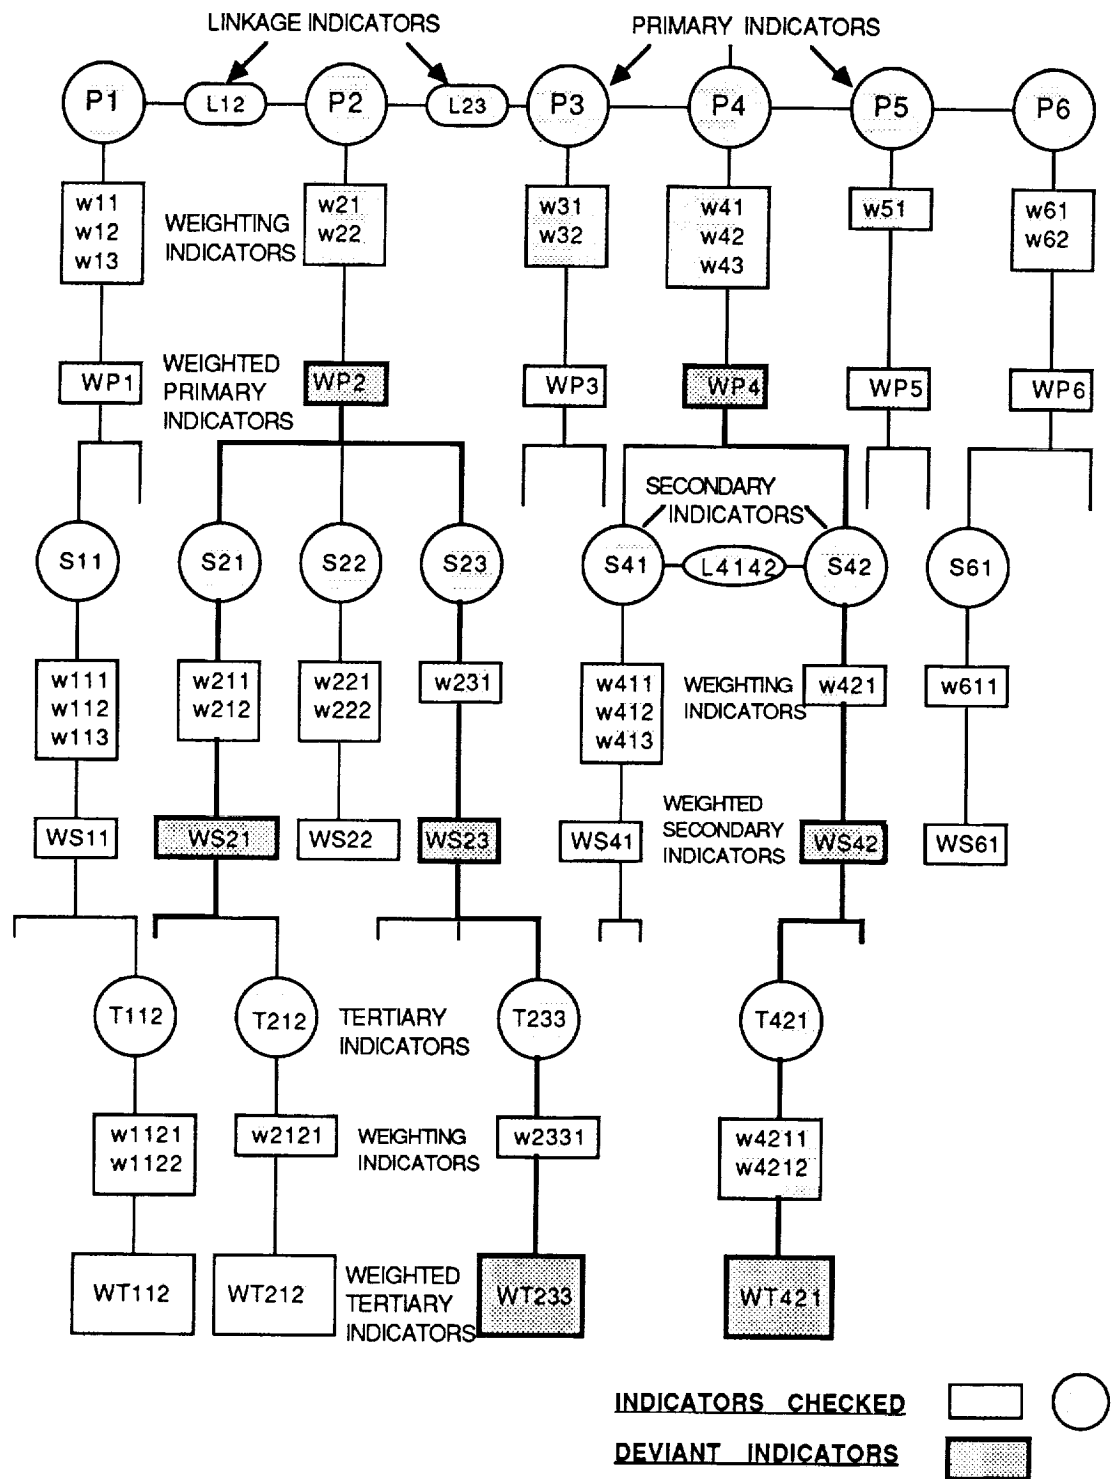 LINKAGE INDICATORS
PRIMARY INDICATORS
P1
L12
P2
L23
P3
P4
P5
P6
w11
w12
w13
WEIGHTING
INDICATORS
w21
w22
w31
w32
w41
w42
w43
w51
w61
w62
WP1
WEIGHTED
PRIMARY
INDICATORS
WP2
WP3
WP4
WP5
WP6
SECONDARY
INDICATORS
S11
S21
S22
S23
S41
L4142
S42
S61
w111
w112
w113
w211
w212
w221
w222
w231
w411
w412
w413
WEIGHTING
INDICATORS
w421
w611
WS11
WS21
WS22
WS23
WS41
WEIGHTED
SECONDARY
INDICATORS
WS42
WS61
T112
T212
TERTIARY
INDICATORS
T233
T421
w1121
w1122
w2121
WEIGHTING
INDICATORS
w2331
w4211
w4212
WT112
WT212
WEIGHTED
TERTIARY
INDICATORS
WT233
WT421
INDICATORS CHECKED
DEVIANT INDICATORS